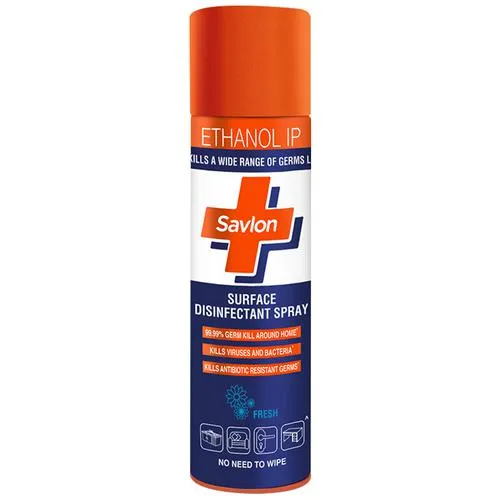 ETHANOL IP
KILLS A WIDE RANGE OF GERMS
Savlon
SURFACE
DISINFECTANT SPRAY
99.99% GERM KILL AROUND HOME*
KILLS VIRUSES AND BACTERIA*
KILLS ANTIBIOTIC RESISTANT GERMS*
FRESH
NO NEED TO WIPE